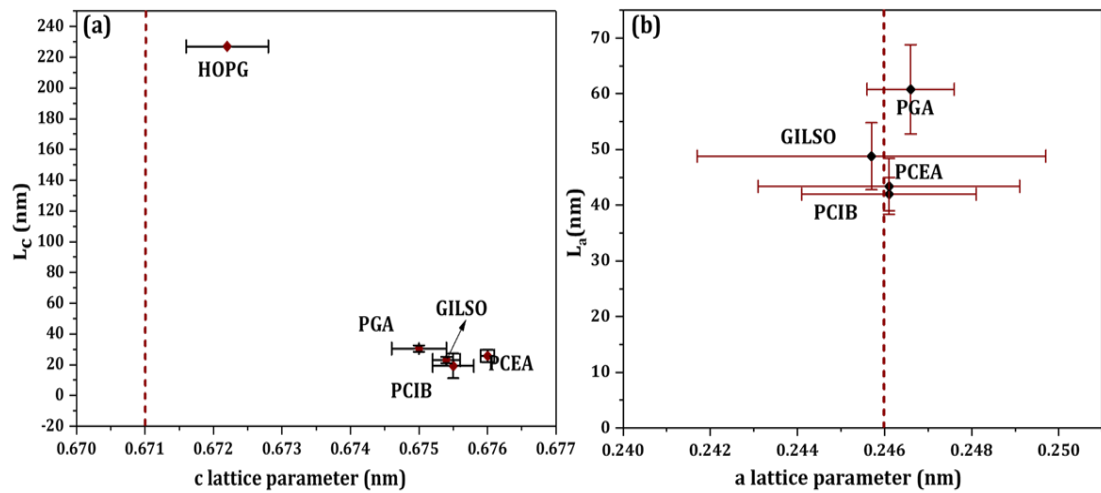 (a)
240
220
200
180
160
140
120
100
80
60
40
20
0
-20
Lc (nm)
HOPG
PGA
GILSO
PCIB
PCEA
0.670 0.671 0.672 0.673 0.674 0.675 0.676 0.677
c lattice parameter (nm)
(b)
70
60
50
40
30
20
10
0
La(nm)
PGA
GILSO
PCEA
PCIB
0.240 0.242 0.244 0.246 0.248 0.250
a lattice parameter (nm)